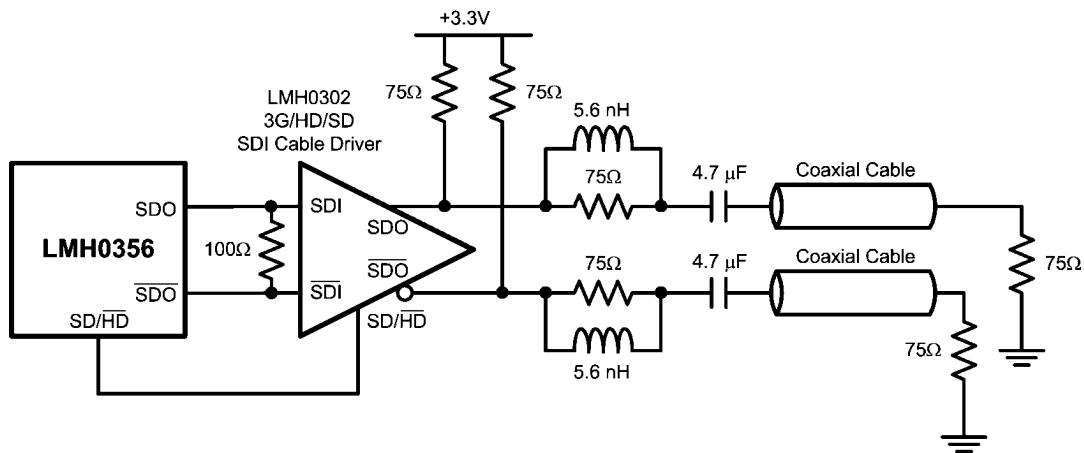 +3.3V
75Ω
75Ω
LMH0302
3G/HD/SD
SDI Cable Driver
5.6 nH
75Ω
4.7 µF
Coaxial Cable
SDO
SDI
SDO
LMH0356
100Ω
75Ω
SDO
SDI
SDO
75Ω
4.7 µF
Coaxial Cable
SD/HD
SD/HD
5.6 nH
75Ω